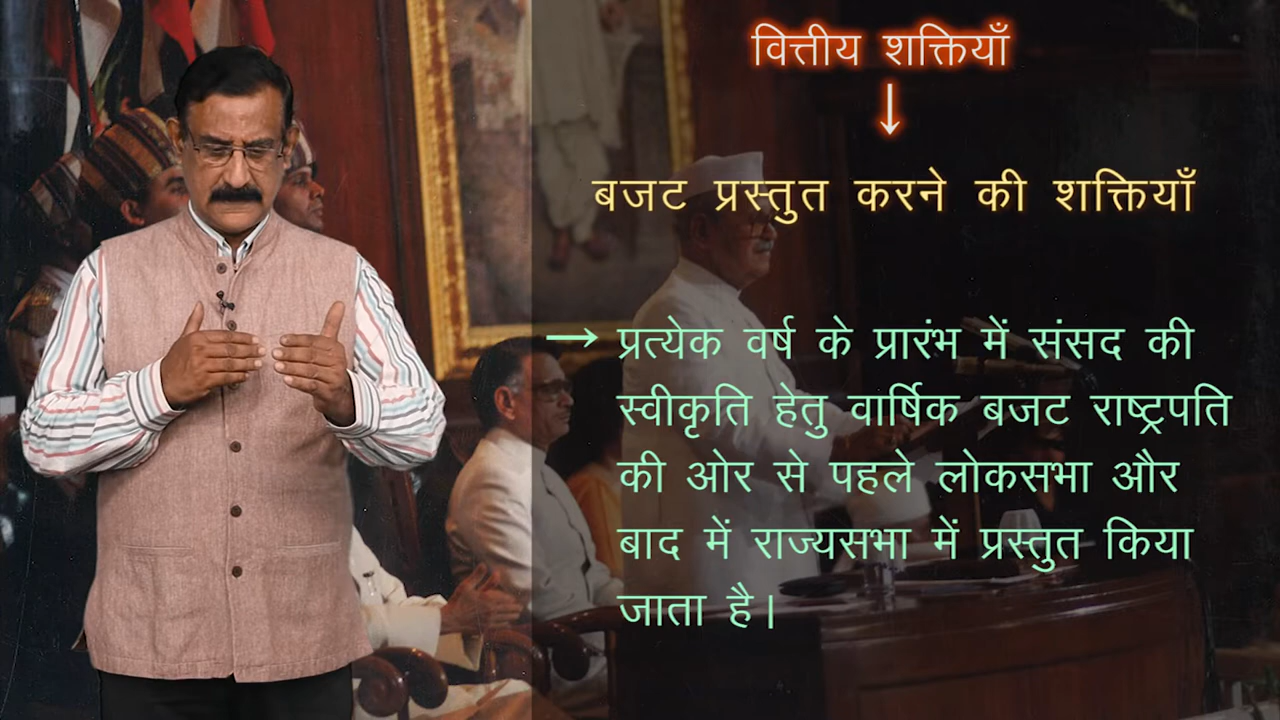 वित्तीय शक्तियाँ
↓
बजट प्रस्तुत करने की शक्तियाँ
→ प्रत्येक वर्ष के प्रारंभ में संसद की
स्वीकृति हेतु वार्षिक बजट राष्ट्रपति
की ओर से पहले लोकसभा और
बाद में राज्यसभा में प्रस्तुत किया
जाता है।